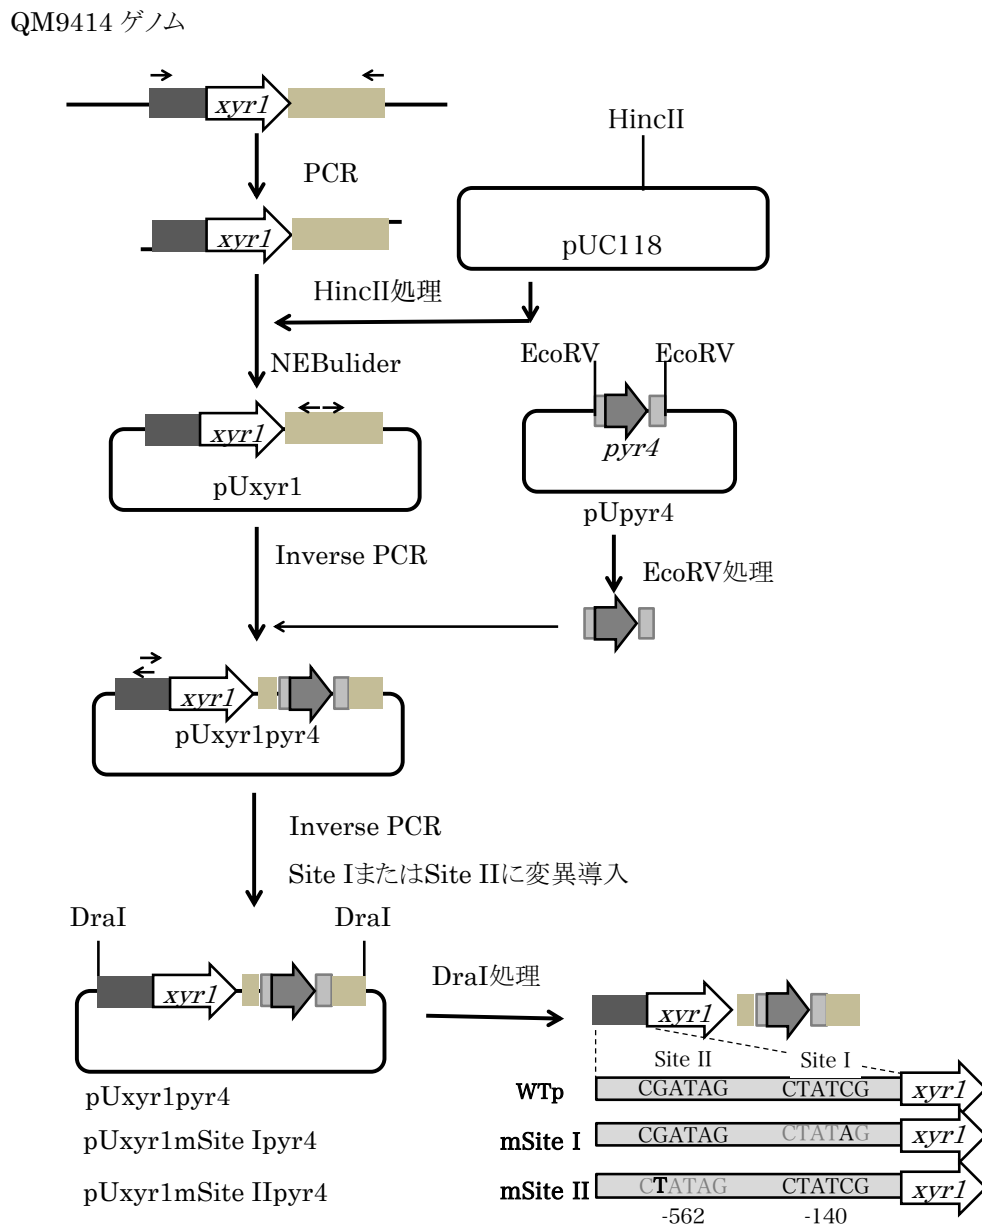 QM9414 ゲノム
xyr1
HincII
PCR
xyr1
pUC118
HincII処理
EcoRV EcoRV
NEBulider
xyr1
pyr4
pUxyr1
pUpyr4
Inverse PCR
EcoRV処理
xyr1
pUxyr1pyr4
Inverse PCR
Site IまたはSite IIに変異導入
DraI DraI
DraI処理
xyr1
xyr1
Site II Site I
WTp CGATAG CTATCG xyr1
pUxyr1pyr4
mSite I CGATAG CTATAG xyr1
pUxyr1mSite Ipyr4
mSite II CTATAG CTATCG xyr1
pUxyr1mSite IIpyr4
-562 -140